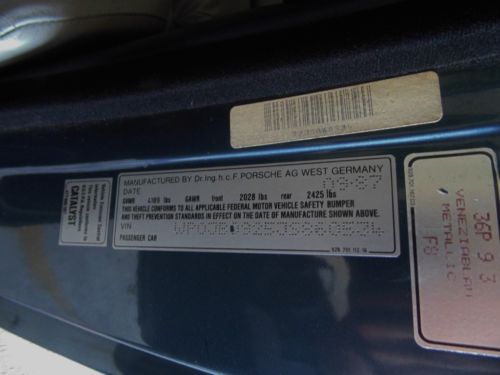 MANUFACTURED BY Dr.Ing.h.c.F.PORSCHE AG WEST GERMANY
DATE 09-87
GVWR 4189 lbs GAWR front 2028 lbs rear 2425 lbs
THIS VEHICLE CONFORMS TO ALL APPLICABLE FEDERAL MOTOR VEHICLE SAFETY BUMPER
AND THEFT PREVENTION STANDARDS IN EFFECT ON THE DATE OF MANUFACTURE SHOWN ABOVE.
VIN
PASSENGER CAR
CATALYST
36P 9 3
VENEZIABLAU
METALLIC
F8